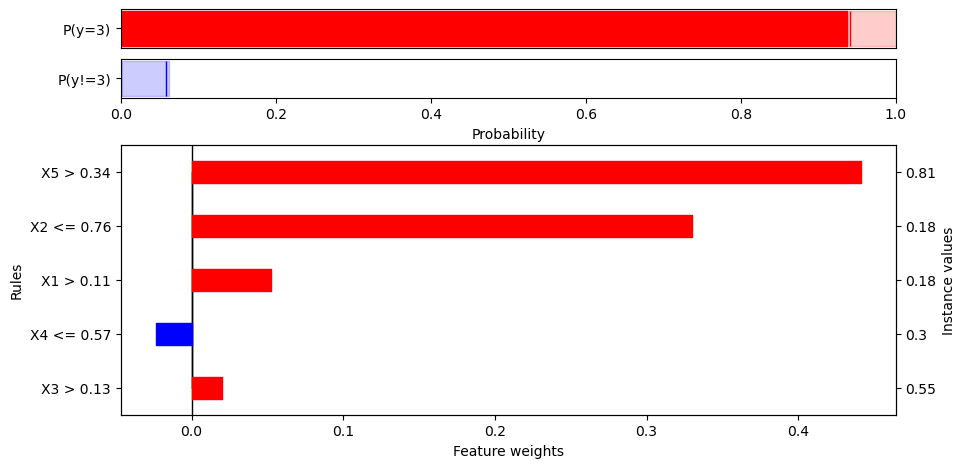 P(y=3)
P(y!=3)
0.0 0.2 0.4 0.6 0.8 1.0
Probability
X5 > 0.34 0.81
X2 <= 0.76 0.18
X1 > 0.11 0.18
X4 <= 0.57 0.3
X3 > 0.13 0.55
Rules
Instance values
0.0 0.1 0.2 0.3 0.4
Feature weights